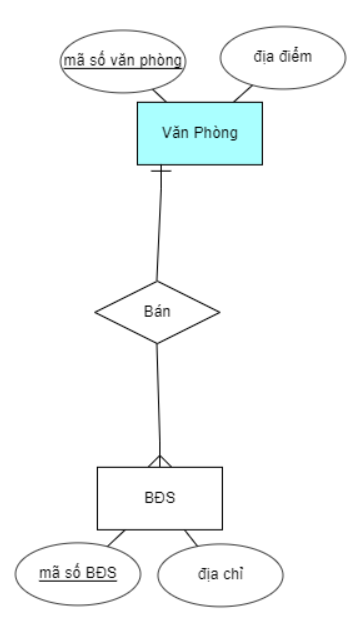 mã số văn phòng
địa điểm
Văn Phòng
Bán
BĐS
mã số BĐS
địa chỉ